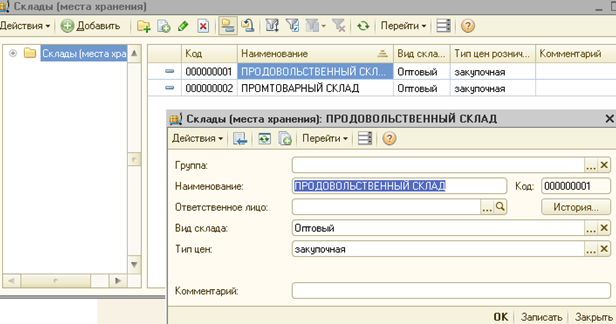 Склады (места хранения)
Действия Добавить Перейти
Склады (места хра
Код Наименование Вид скла... Тип цен рознич... Комментарий
000000001 ПРОДОВОЛЬСТВЕННЫЙ СКЛ... Оптовый закупочная
000000002 ПРОМТОВАРНЫЙ СКЛАД Оптовый закупочная
Склады (места хранения): ПРОДОВОЛЬСТВЕННЫЙ СКЛАД
Действия Перейти
Группа:
Наименование: ПРОДОВОЛЬСТВЕННЫЙ СКЛАД Код: 000000001
Ответственное лицо: История...
Вид склада: Оптовый
Тип цен: закупочная
Комментарий:
OK Записать Закрыть